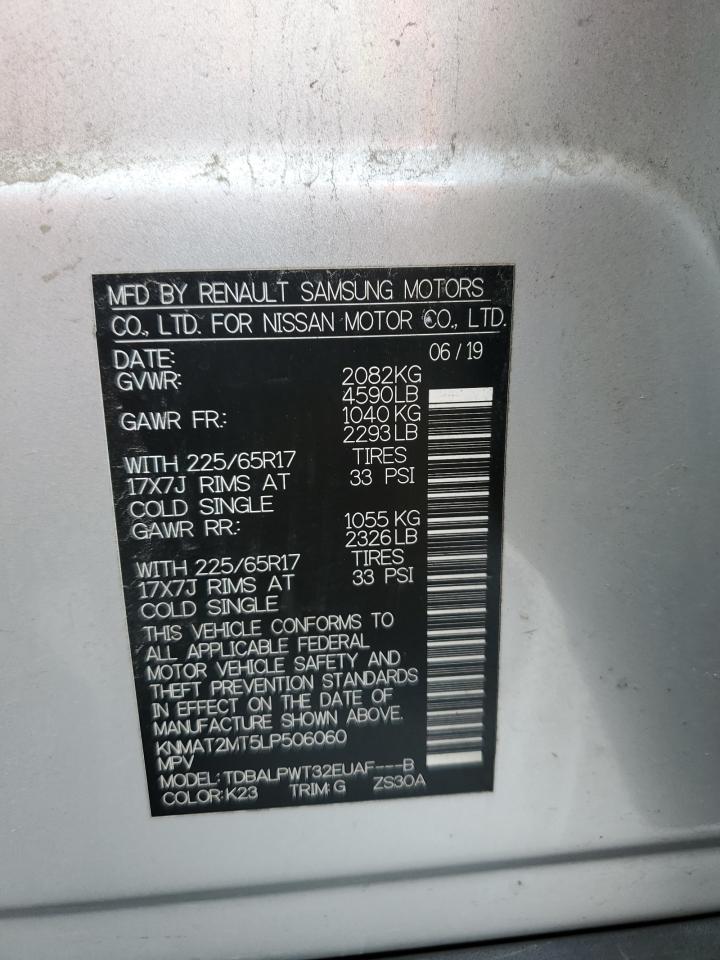 MFD BY RENAULT SAMSUNG MOTORS
CO., LTD. FOR NISSAN MOTOR CO., LTD.
DATE: 06 / 19
GVWR: 2082KG
4590LB
GAWR FR.: 1040 KG
2293 LB
WITH 225/65R17 TIRES
17X7J RIMS AT 33 PSI
COLD SINGLE
GAWR RR.: 1055 KG
2326 LB
WITH 225/65R17 TIRES
17X7J RIMS AT 33 PSI
COLD SINGLE
THIS VEHICLE CONFORMS TO
ALL APPLICABLE FEDERAL
MOTOR VEHICLE SAFETY AND
THEFT PREVENTION STANDARDS
IN EFFECT ON THE DATE OF
MANUFACTURE SHOWN ABOVE.
KNMAT2MT5LP506060
MPV
MODEL: TDBALPWT32EUAF---B
COLOR: K23 TRIM: G ZS30A